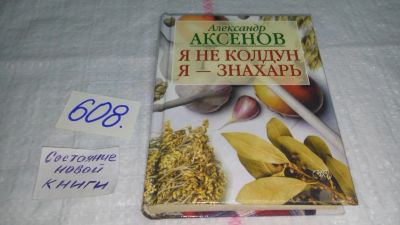 Александр
АКСЕНОВ
Я НЕ КОЛДУН
Я — ЗНАХАРЬ
608.
Состояние
новой
книги